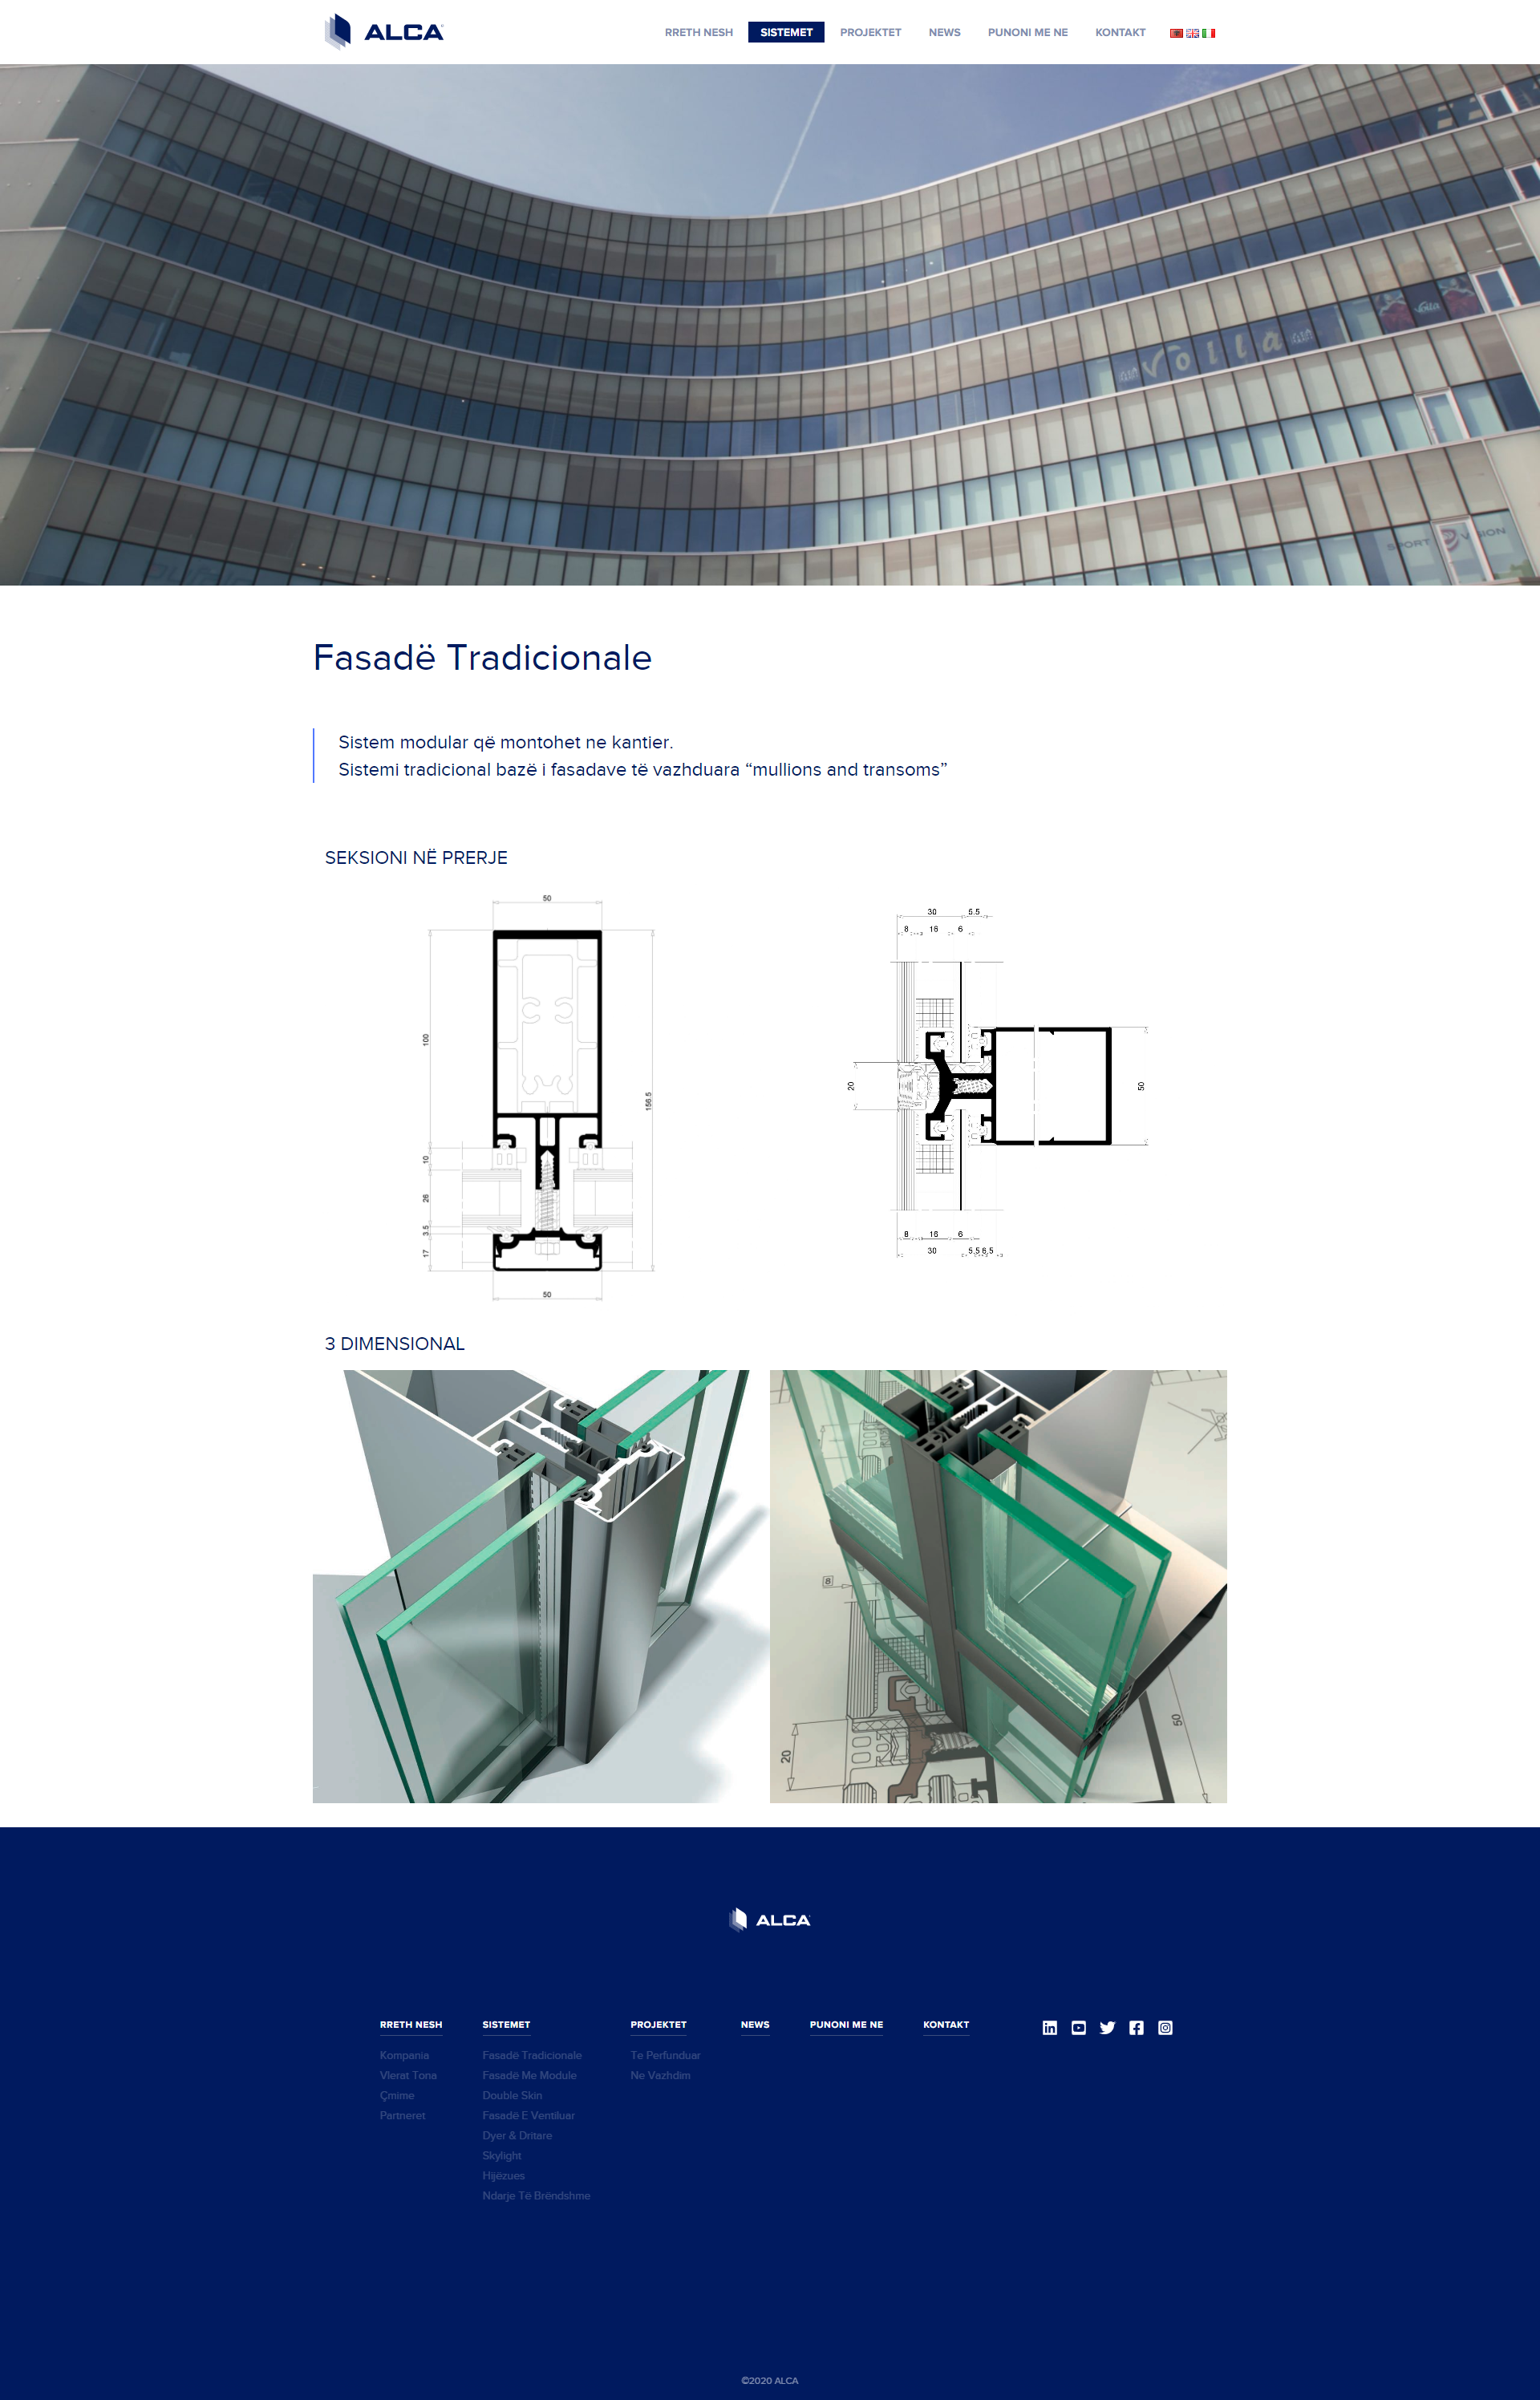 ALCA
RRETH NESH
SISTEMET
PROJEKTET
NEWS
PUNONI ME NE
KONTAKT
Voila
SPORT VISION
Fasadë Tradicionale
Sistem modular që montohet ne kantier.
Sistemi tradicional bazë i fasadave të vazhduara “mullions and transoms”
SEKSIONI NË PRERJE
50
100
156.5
10
26
3.5
17
50
30 5.5
8 16 6
20
50
8 16 6
30 5.5 6.5
3 DIMENSIONAL
8
20
50
ALCA
RRETH NESH
Kompania
Vlerat Tona
Çmime
Partneret
SISTEMET
Fasadë Tradicionale
Fasadë Me Module
Double Skin
Fasadë E Ventiluar
Dyer & Dritare
Skylight
Hijëzues
Ndarje Të Brëndshme
PROJEKTET
Te Perfunduar
Ne Vazhdim
NEWS
PUNONI ME NE
KONTAKT
©2020 ALCA